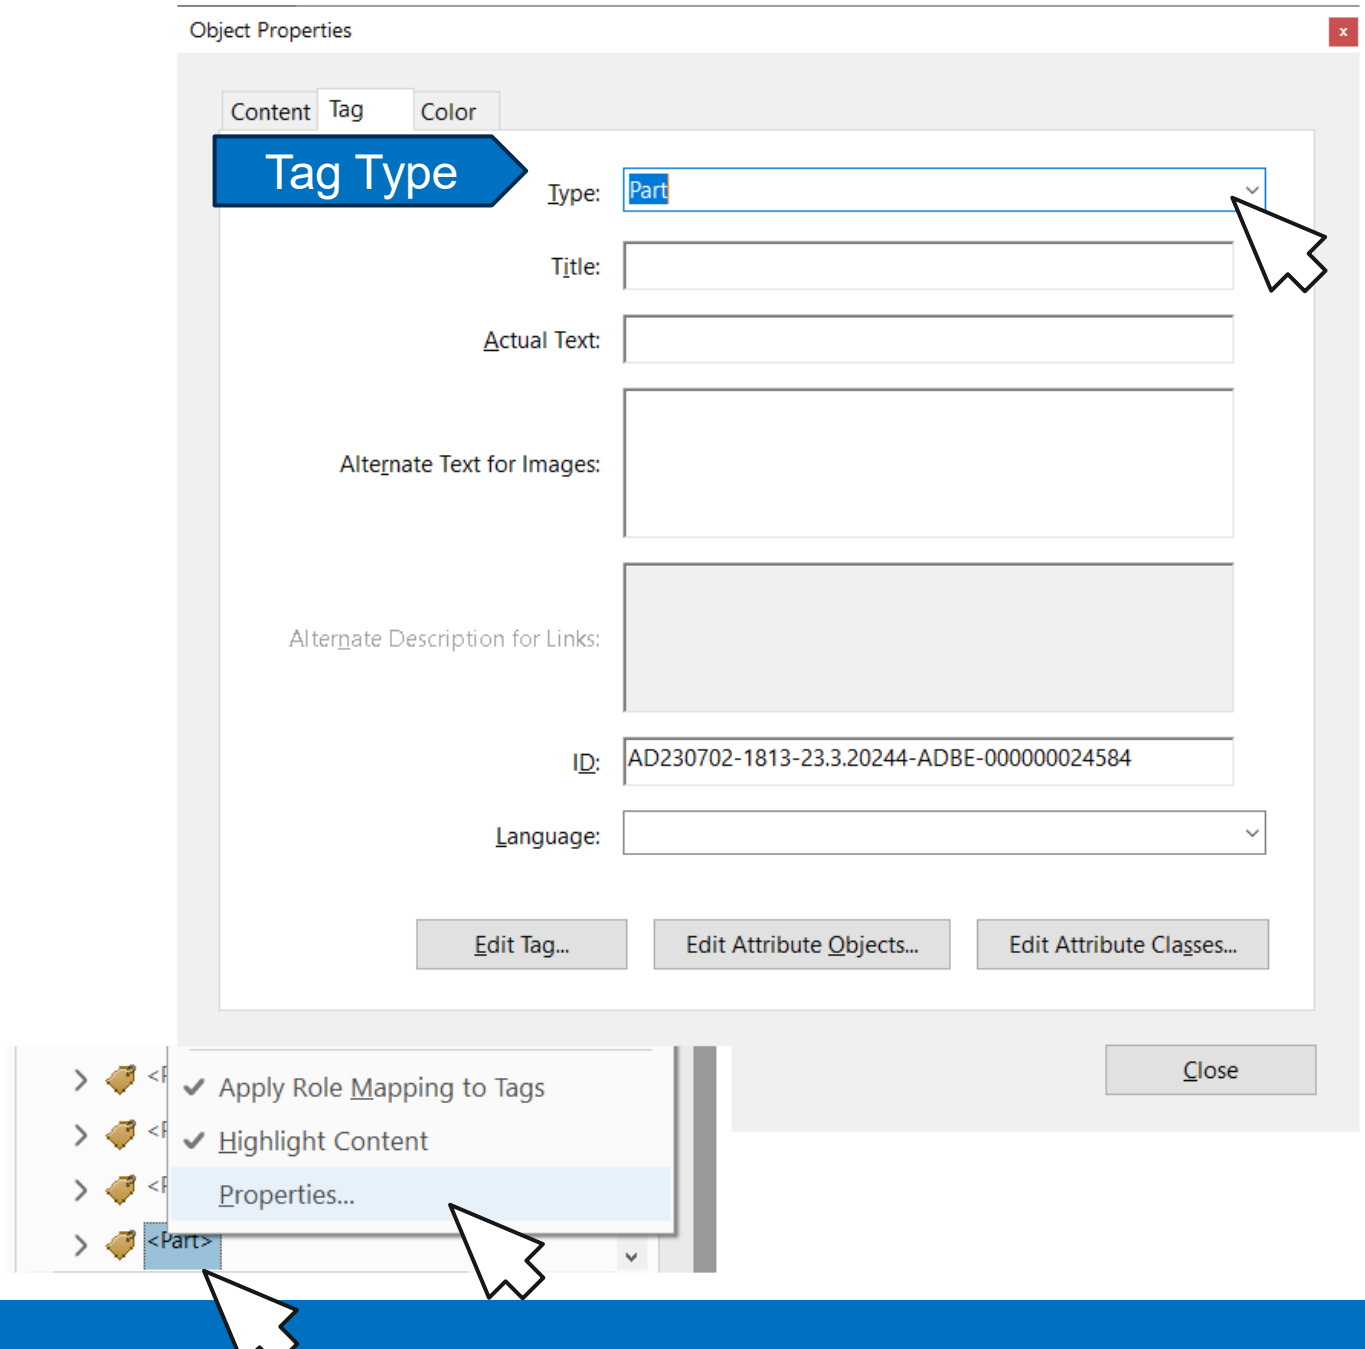 Object Properties
x
Content Tag Color
Tag Type
Type: Part
Title:
Actual Text:
Alternate Text for Images:
Alternate Description for Links:
ID: AD230702-1813-23.3.20244-ADBE-000000024584
Language:
Edit Tag... Edit Attribute Objects... Edit Attribute Classes...
Close
Apply Role Mapping to Tags
Highlight Content
Properties...
<Part>